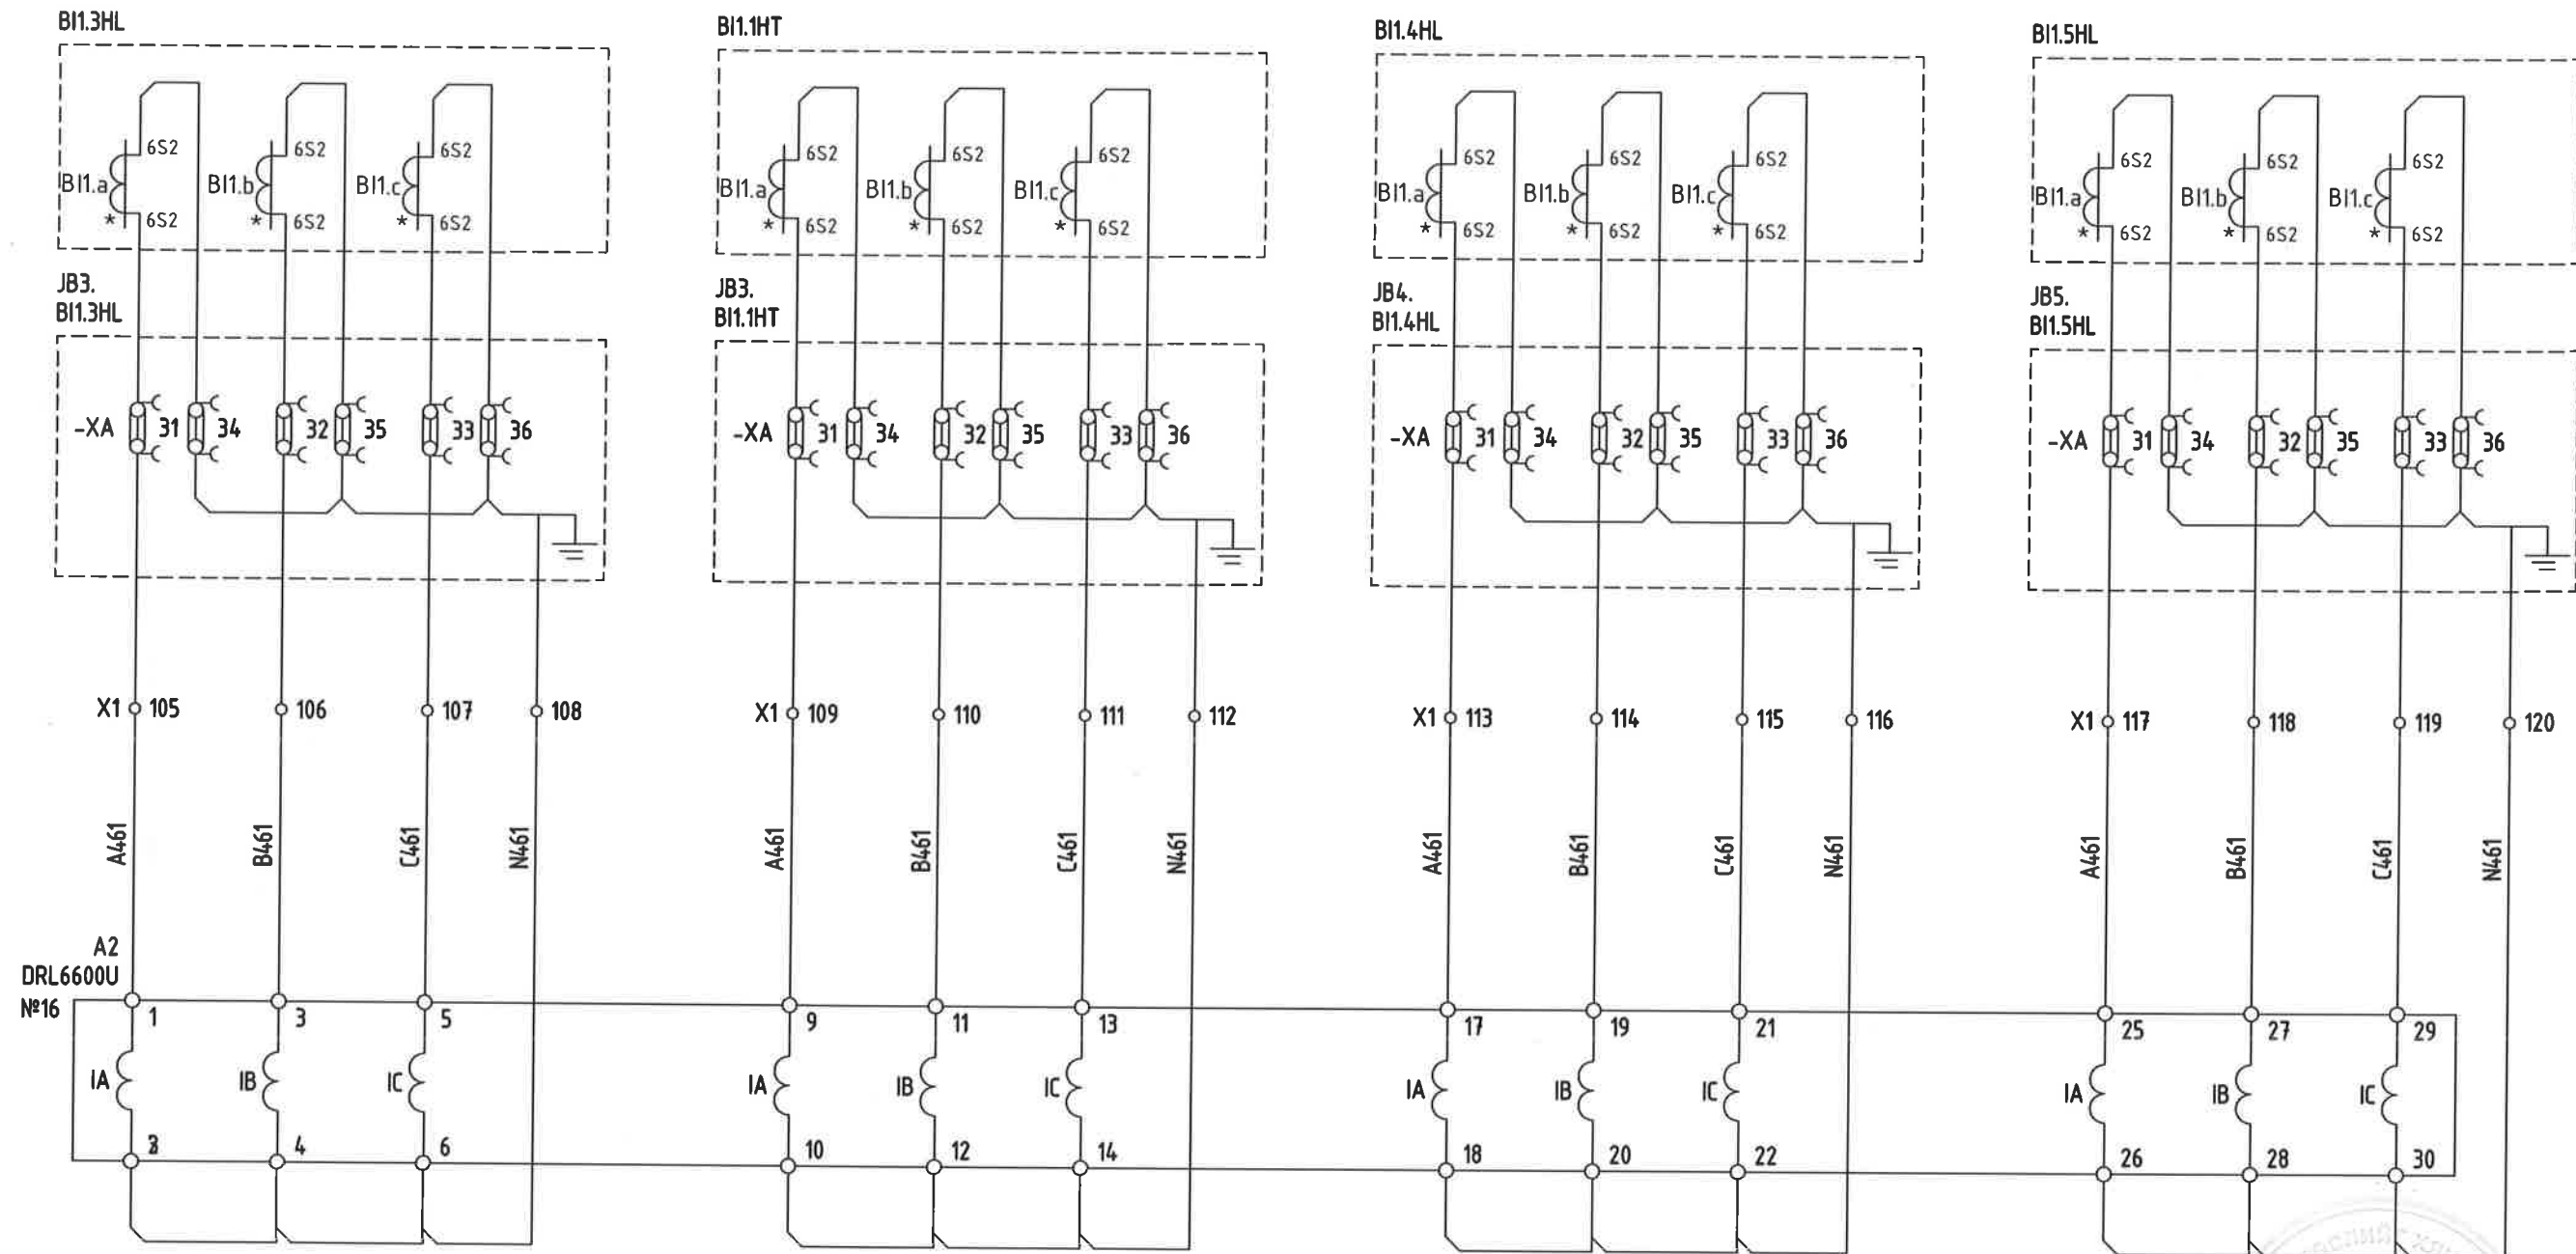 BI1.3HL
BI1.1HT
BI1.4HL
BI1.5HL
6S2 6S2 6S2
6S2 6S2 6S2
6S2 6S2 6S2
6S2 6S2 6S2
BI1.a BI1.b BI1.c
BI1.a BI1.b BI1.c
BI1.a BI1.b BI1.c
BI1.a BI1.b BI1.c
* 6S2 * 6S2 * 6S2
* 6S2 * 6S2 * 6S2
* 6S2 * 6S2 * 6S2
* 6S2 * 6S2 * 6S2
JB3.
BI1.3HL
JB3.
BI1.1HT
JB4.
BI1.4HL
JB5.
BI1.5HL
-XA 31 34 32 35 33 36
-XA 31 34 32 35 33 36
-XA 31 34 32 35 33 36
-XA 31 34 32 35 33 36
X1 105 106 107 108
X1 109 110 111 112
X1 113 114 115 116
X1 117 118 119 120
A461 B461 C461 N461
A461 B461 C461 N461
A461 B461 C461 N461
A461 B461 C461 N461
A2
DRL6600U
№16
1 3 5
9 11 13
17 19 21
25 27 29
IA IB IC
IA IB IC
IA IB IC
IA IB IC
4 6
10 12 14
18 20 22
26 28 30